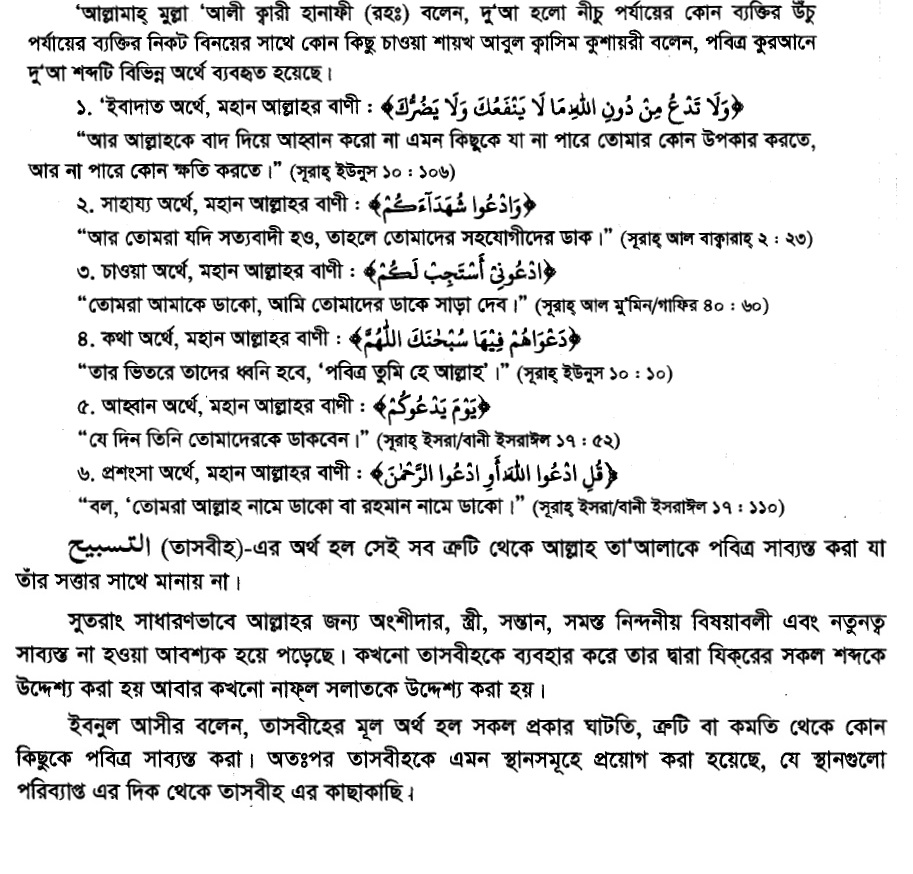 ‘আল্লামাহ্ মুল্লা ‘আলী ক্বারী হানাফী (রহঃ) বলেন, দু‘আ হলো নীচু পর্যায়ের কোন ব্যক্তির উঁচু
পর্যায়ের ব্যক্তির নিকট বিনয়ের সাথে কোন কিছু চাওয়া শায়খ আবুল ক্বাসিম কুশায়রী বলেন, পবিত্র কুরআনে
দু‘আ শব্দটি বিভিন্ন অর্থে ব্যবহৃত হয়েছে।
১. ‘ইবাদাত অর্থে, মহান আল্লাহর বাণী : ﴿وَلَا تَدْعُ مِنْ دُونِ اللهِ مَا لَا يَنْفَعُكَ وَلَا يَضُرُّكَ﴾
“আর আল্লাহকে বাদ দিয়ে আহ্বান করো না এমন কিছুকে যা না পারে তোমার কোন উপকার করতে,
আর না পারে কোন ক্ষতি করতে।” (সূরাহ্ ইউনূস ১০ : ১০৬)
২. সাহায্য অর্থে, মহান আল্লাহর বাণী : ﴿وَادْعُوا شُهَدَآءَكُمْ﴾
“আর তোমরা যদি সত্যবাদী হও, তাহলে তোমাদের সহযোগীদের ডাক।” (সূরাহ্ আল বাক্বারাহ্ ২ : ২৩)
৩. চাওয়া অর্থে, মহান আল্লাহর বাণী : ﴿ادْعُونِيْ أَسْتَجِبْ لَكُمْ﴾
“তোমরা আমাকে ডাকো, আমি তোমাদের ডাকে সাড়া দেব।” (সূরাহ্ আল মু’মিন/গাফির ৪০ : ৬০)
৪. কথা অর্থে, মহান আল্লাহর বাণী : ﴿دَعْوَاهُمْ فِيْهَا سُبْحٰنَكَ اللّٰهُمَّ﴾
“তার ভিতরে তাদের ধ্বনি হবে, ‘পবিত্র তুমি হে আল্লাহ’।” (সূরাহ্ ইউনূস ১০ : ১০)
৫. আহ্বান অর্থে, মহান আল্লাহর বাণী : ﴿يَوْمَ يَدْعُوكُمْ﴾
“যে দিন তিনি তোমাদেরকে ডাকবেন।” (সূরাহ্ ইসরা/বানী ইসরাঈল ১৭ : ৫২)
৬. প্রশংসা অর্থে, মহান আল্লাহর বাণী : ﴿قُلِ ادْعُوا اللهَ أَوِ ادْعُوا الرَّحْمٰنَ﴾
“বল, ‘তোমরা আল্লাহ নামে ডাকো বা রহমান নামে ডাকো।” (সূরাহ্ ইসরা/বানী ইসরাঈল ১৭ : ১১০)
التسبيح (তাসবীহ)-এর অর্থ হল সেই সব ত্রুটি থেকে আল্লাহ তা‘আলাকে পবিত্র সাব্যস্ত করা যা
তাঁর সত্তার সাথে মানায় না।
সুতরাং সাধারণভাবে আল্লাহর জন্য অংশীদার, স্ত্রী, সন্তান, সমস্ত নিন্দনীয় বিষয়াবলী এবং নতুনত্ব
সাব্যস্ত না হওয়া আবশ্যক হয়ে পড়েছে। কখনো তাসবীহকে ব্যবহার করে তার দ্বারা যিক্‌রের সকল শব্দকে
উদ্দেশ্য করা হয় আবার কখনো নাফ্‌ল সলাতকে উদ্দেশ্য করা হয়।
ইবনুল আসীর বলেন, তাসবীহের মূল অর্থ হল সকল প্রকার ঘাটতি, ত্রুটি বা কমতি থেকে কোন
কিছুকে পবিত্র সাব্যস্ত করা। অতঃপর তাসবীহকে এমন স্থানসমূহে প্রয়োগ করা হয়েছে, যে স্থানগুলো
পরিব্যাপ্ত এর দিক থেকে তাসবীহ এর কাছাকাছি।